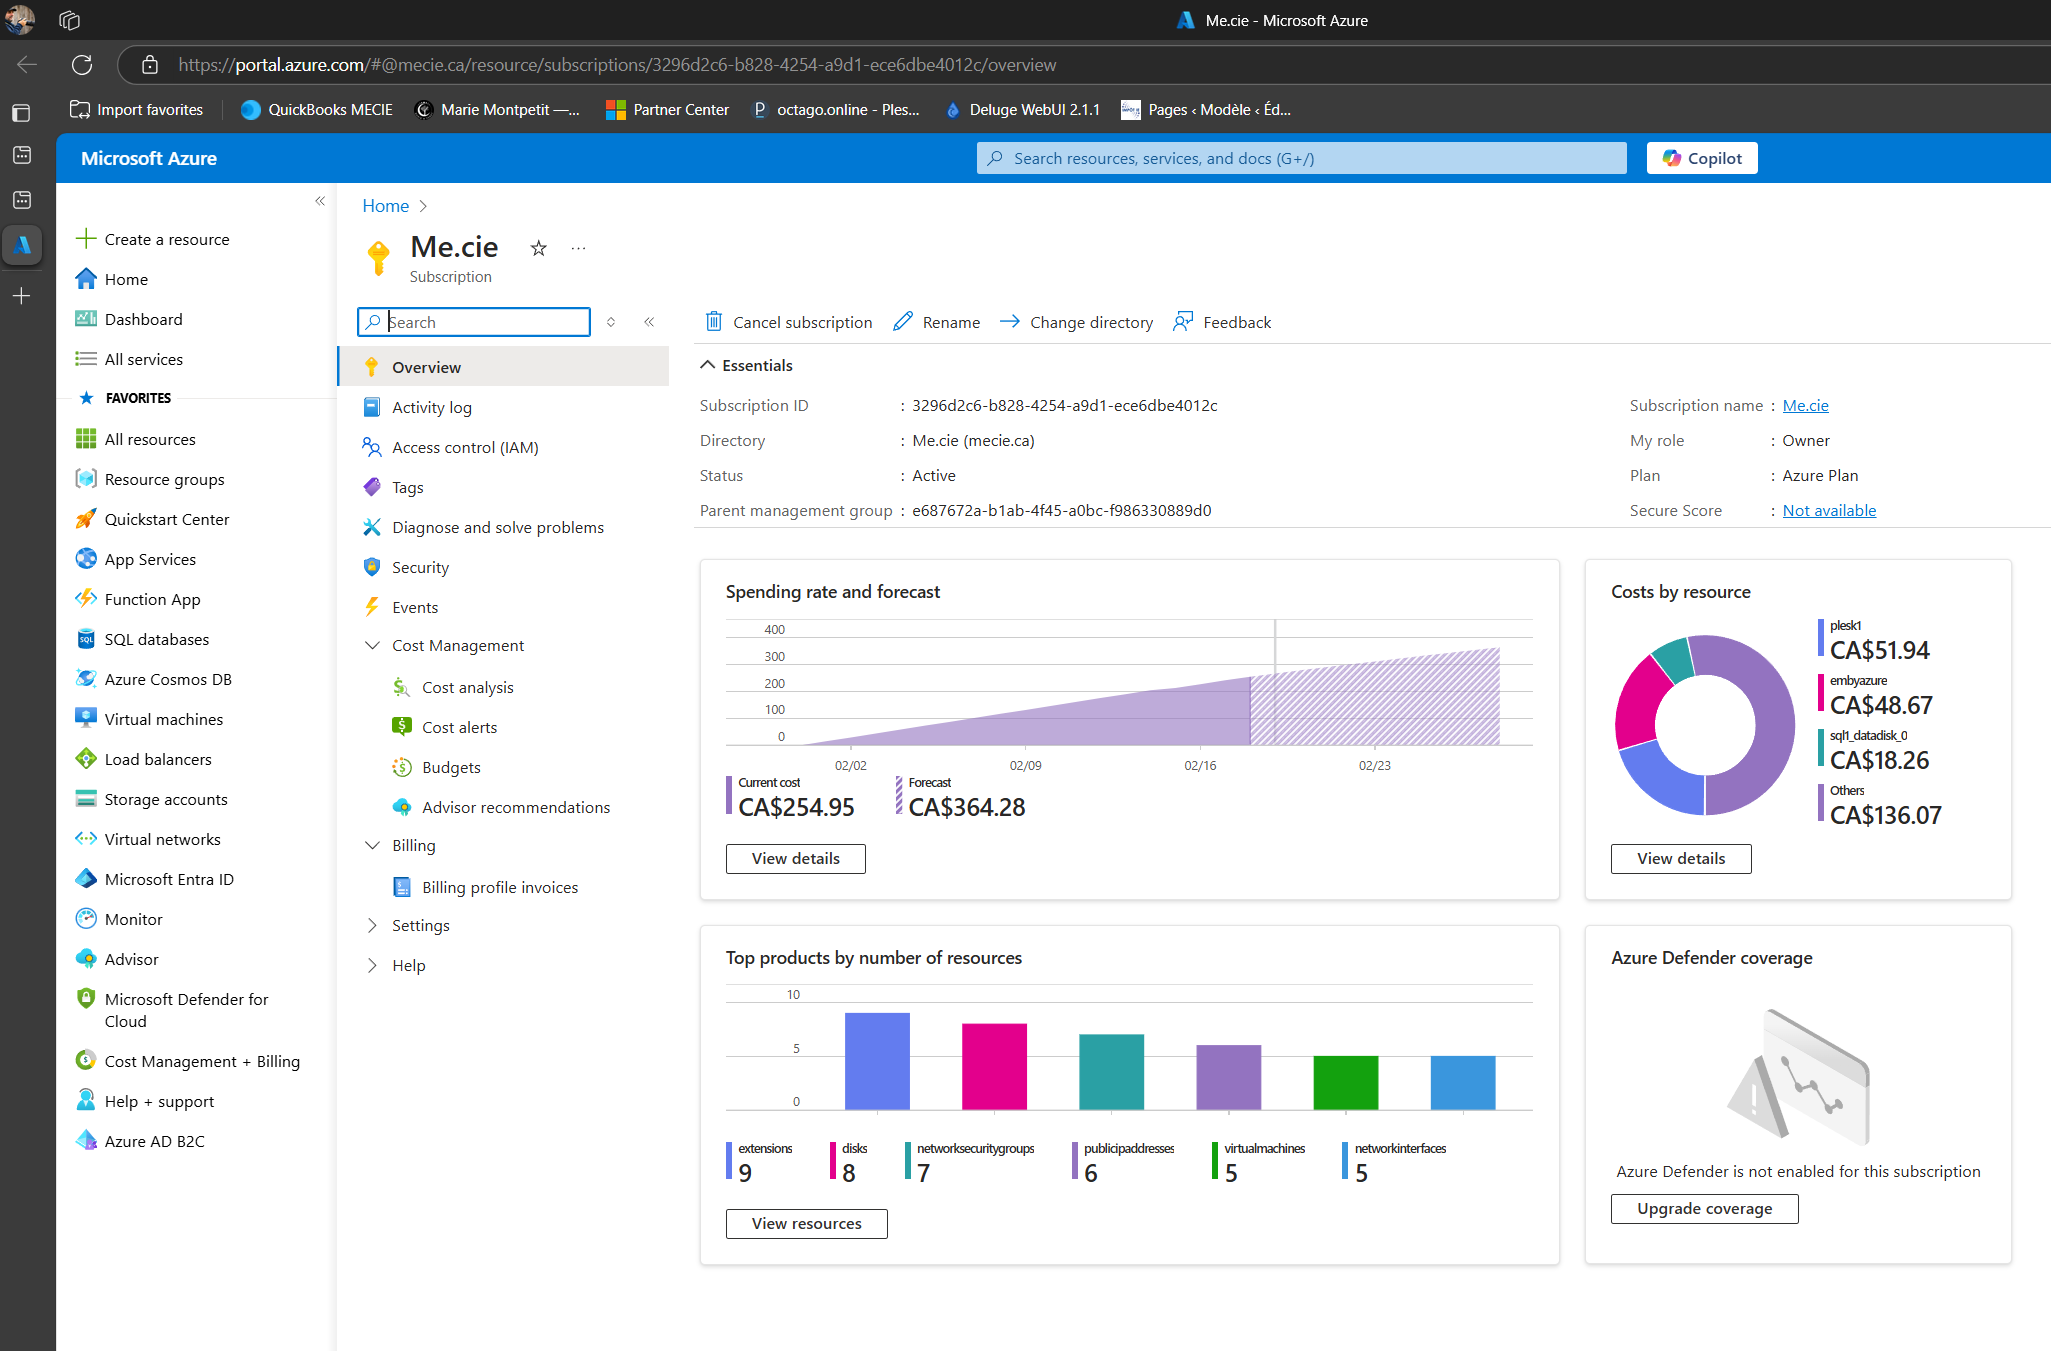 Me.cie - Microsoft Azure
https://portal.azure.com/#@mecie.ca/resource/subscriptions/3296d2c6-b828-4254-a9d1-ece6dbe4012c/overview
Import favorites
QuickBooks MECIE
Marie Montpetit —...
Partner Center
octago.online - Ples...
Deluge WebUI 2.1.1
Pages ‹ Modèle ‹ Éd...
Microsoft Azure
Search resources, services, and docs (G+/)
Copilot
Create a resource
Home
Dashboard
All services
FAVORITES
All resources
Resource groups
Quickstart Center
App Services
Function App
SQL databases
Azure Cosmos DB
Virtual machines
Load balancers
Storage accounts
Virtual networks
Microsoft Entra ID
Monitor
Advisor
Microsoft Defender for
Cloud
Cost Management + Billing
Help + support
Azure AD B2C
Home
Me.cie
Subscription
Search
Overview
Activity log
Access control (IAM)
Tags
Diagnose and solve problems
Security
Events
Cost Management
Cost analysis
Cost alerts
Budgets
Advisor recommendations
Billing
Billing profile invoices
Settings
Help
Cancel subscription
Rename
Change directory
Feedback
Essentials
Subscription ID : 3296d2c6-b828-4254-a9d1-ece6dbe4012c
Directory : Me.cie (mecie.ca)
Status : Active
Parent management group : e687672a-b1ab-4f45-a0bc-f986330889d0
Subscription name : Me.cie
My role : Owner
Plan : Azure Plan
Secure Score : Not available
Spending rate and forecast
400
300
200
100
0
02/02 02/09 02/16 02/23
Current cost
CA$254.95
Forecast
CA$364.28
View details
Costs by resource
plesk1
CA$51.94
embyazure
CA$48.67
sql1_datadisk_0
CA$18.26
Others
CA$136.07
View details
Top products by number of resources
10
5
0
extensions
9
disks
8
networksecuritygroups
7
publicipaddresses
6
virtualmachines
5
networkinterfaces
5
View resources
Azure Defender coverage
Azure Defender is not enabled for this subscription
Upgrade coverage